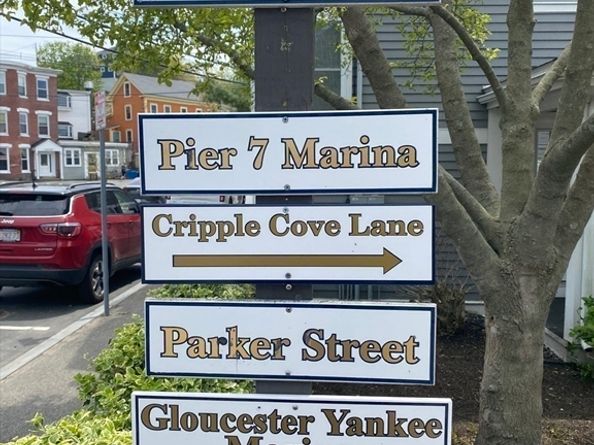 Pier 7 Marina
Cripple Cove Lane
Parker Street
Gloucester Yankee